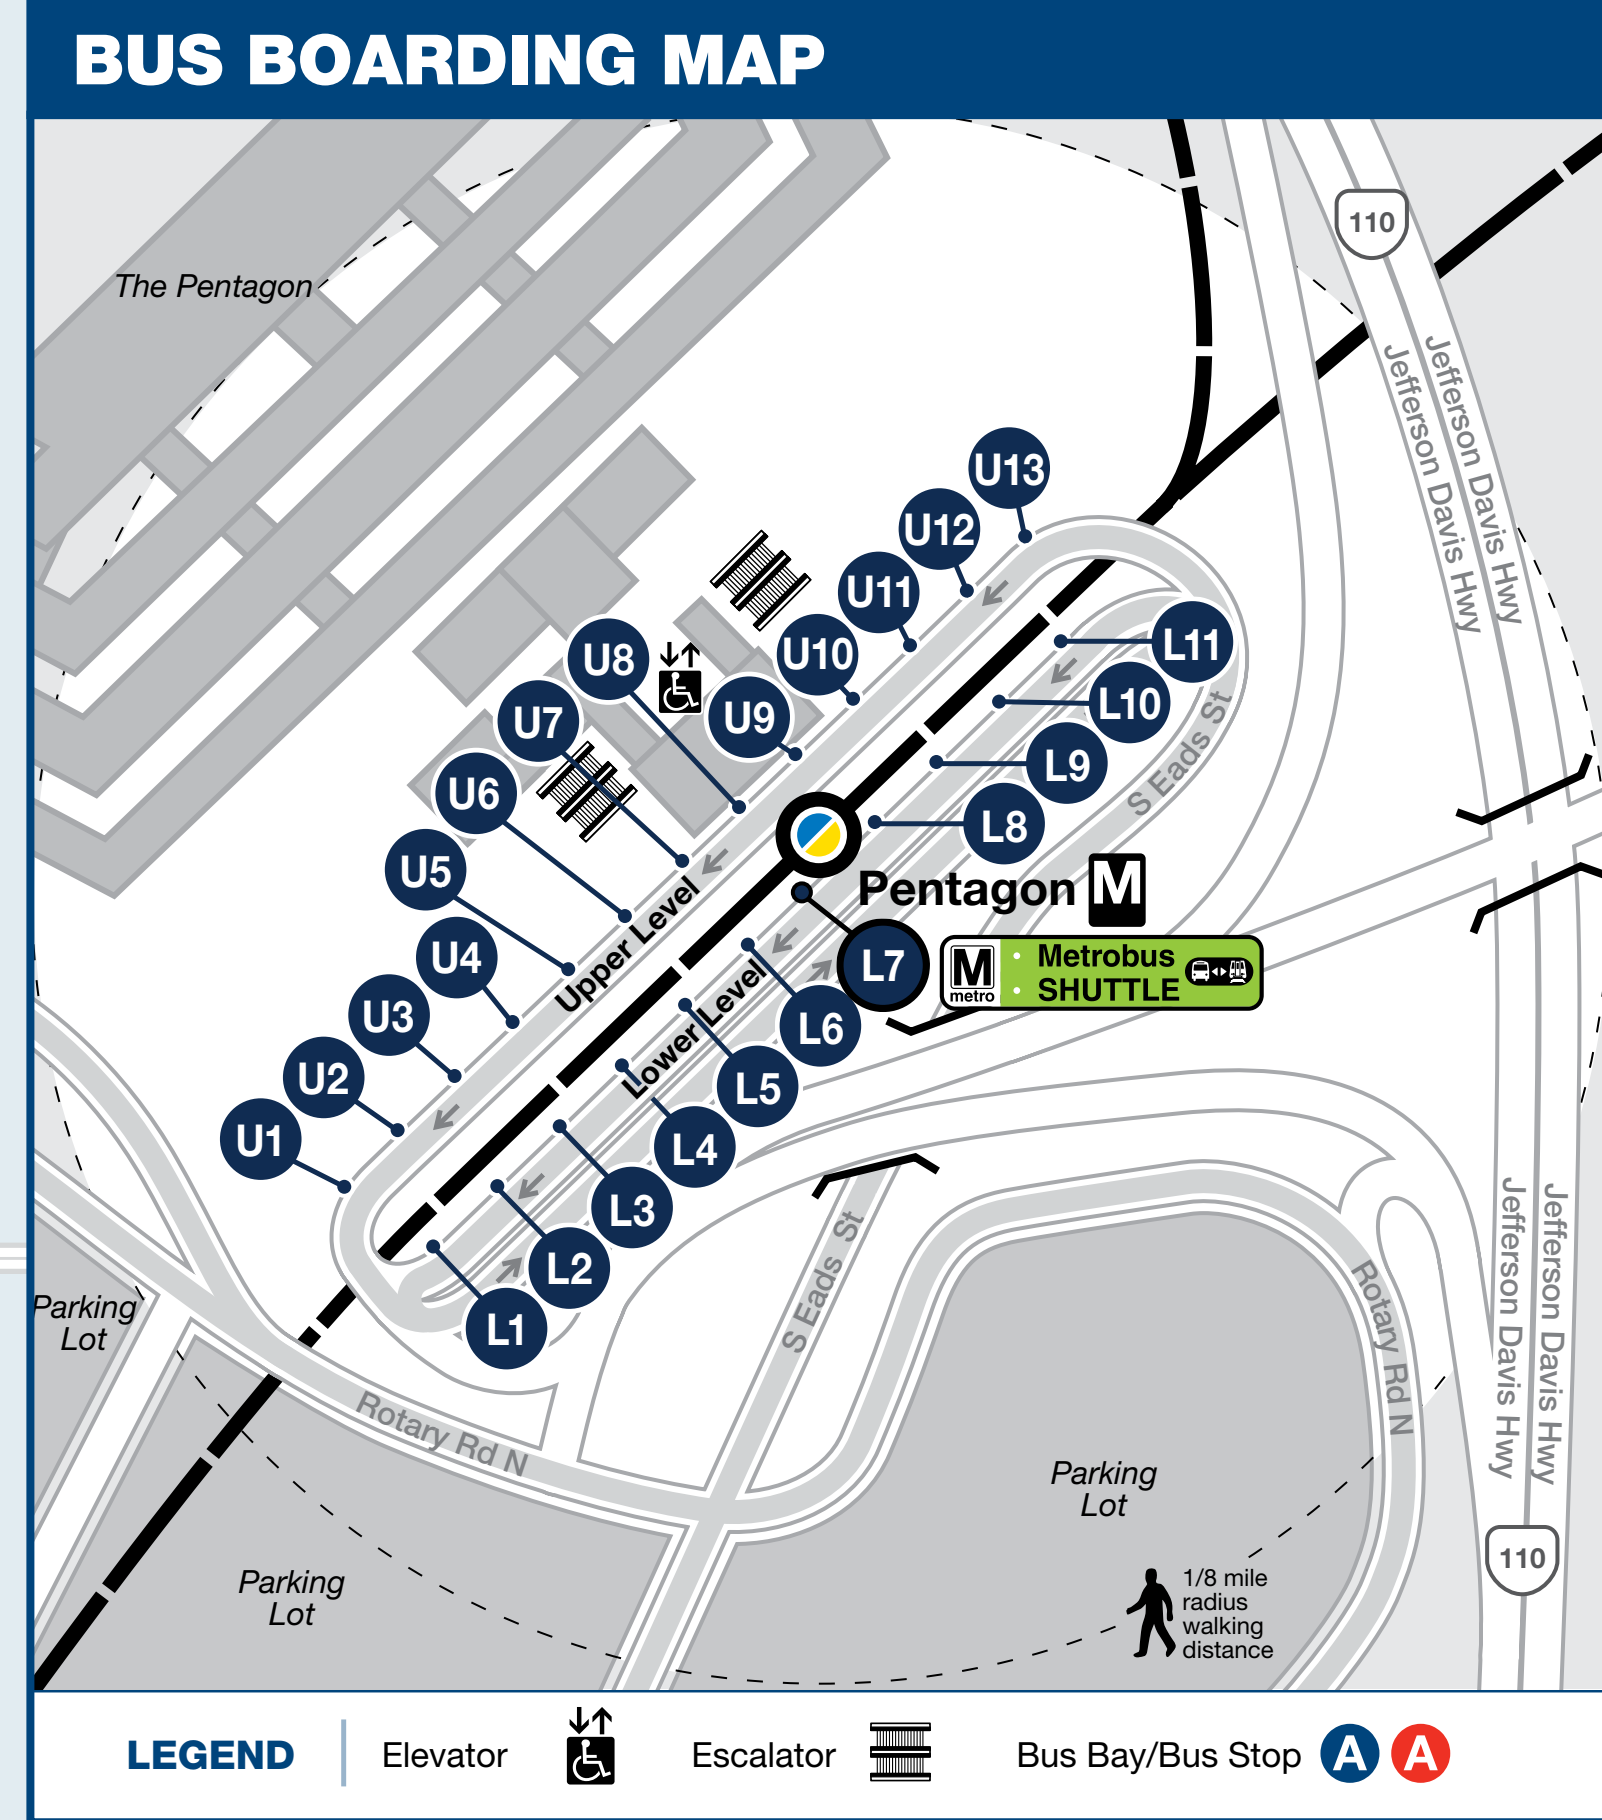 BUS BOARDING MAP
110
The Pentagon
Jefferson Davis Hwy
Jefferson Davis Hwy
U13
U12
U11
U10
U9
U8
U7
U6
U5
U4
U3
U2
U1
L11
L10
L9
L8
S Eads St
Pentagon M
L7
M
metro
Metrobus
SHUTTLE
Upper Level
Lower Level
L6
L5
L4
L3
L2
L1
S Eads St
Parking
Lot
Rotary Rd N
Rotary Rd N
Jefferson Davis Hwy
Jefferson Davis Hwy
Parking
Lot
110
Parking
Lot
1/8 mile
radius
walking
distance
LEGEND
Elevator
Escalator
Bus Bay/Bus Stop A A